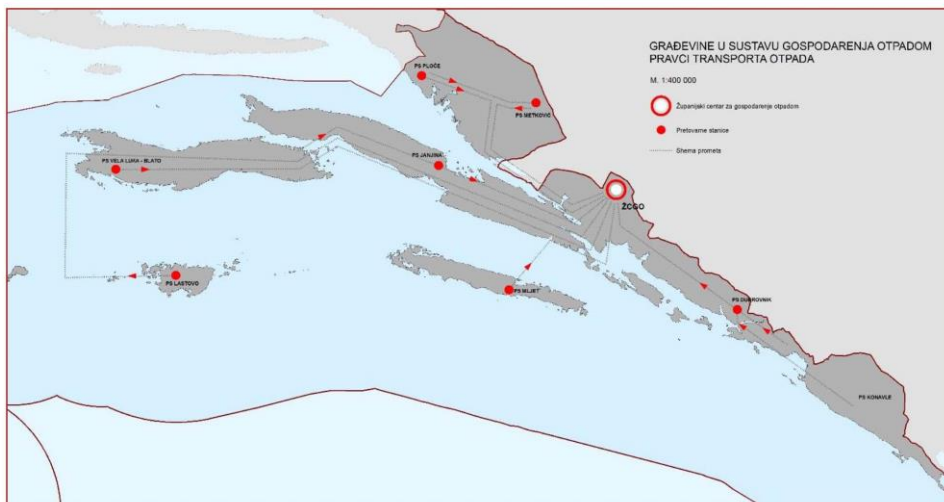 GRAĐEVINE U SUSTAVU GOSPODARENJA OTPADOM
PRAVCI TRANSPORTA OTPADA
M. 1:400 000
Županijski centar za gospodarenje otpadom
Pretovarne stanice
Shema prometa
PS PLOČE
PS METKOVIĆ
PS VELA LUKA - BLATO
PS JANJINA
ŽCGO
PS LASTOVO
PS MLJET
PS DUBROVNIK
PS KONAVLE